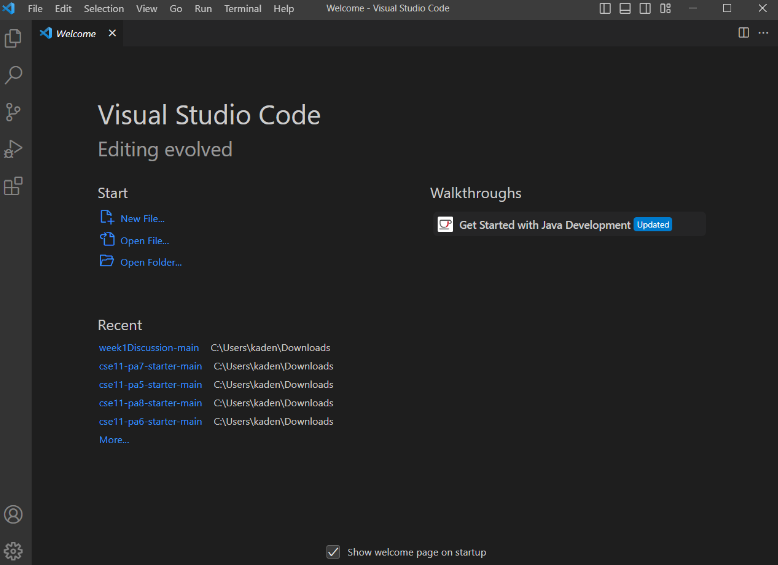 File Edit Selection View Go Run Terminal Help Welcome - Visual Studio Code
Welcome
Visual Studio Code
Editing evolved
Start
New File...
Open File...
Open Folder...
Walkthroughs
Get Started with Java Development Updated
Recent
week1Discussion-main C:\Users\kaden\Downloads
cse11-pa7-starter-main C:\Users\kaden\Downloads
cse11-pa5-starter-main C:\Users\kaden\Downloads
cse11-pa8-starter-main C:\Users\kaden\Downloads
cse11-pa6-starter-main C:\Users\kaden\Downloads
More...
Show welcome page on startup